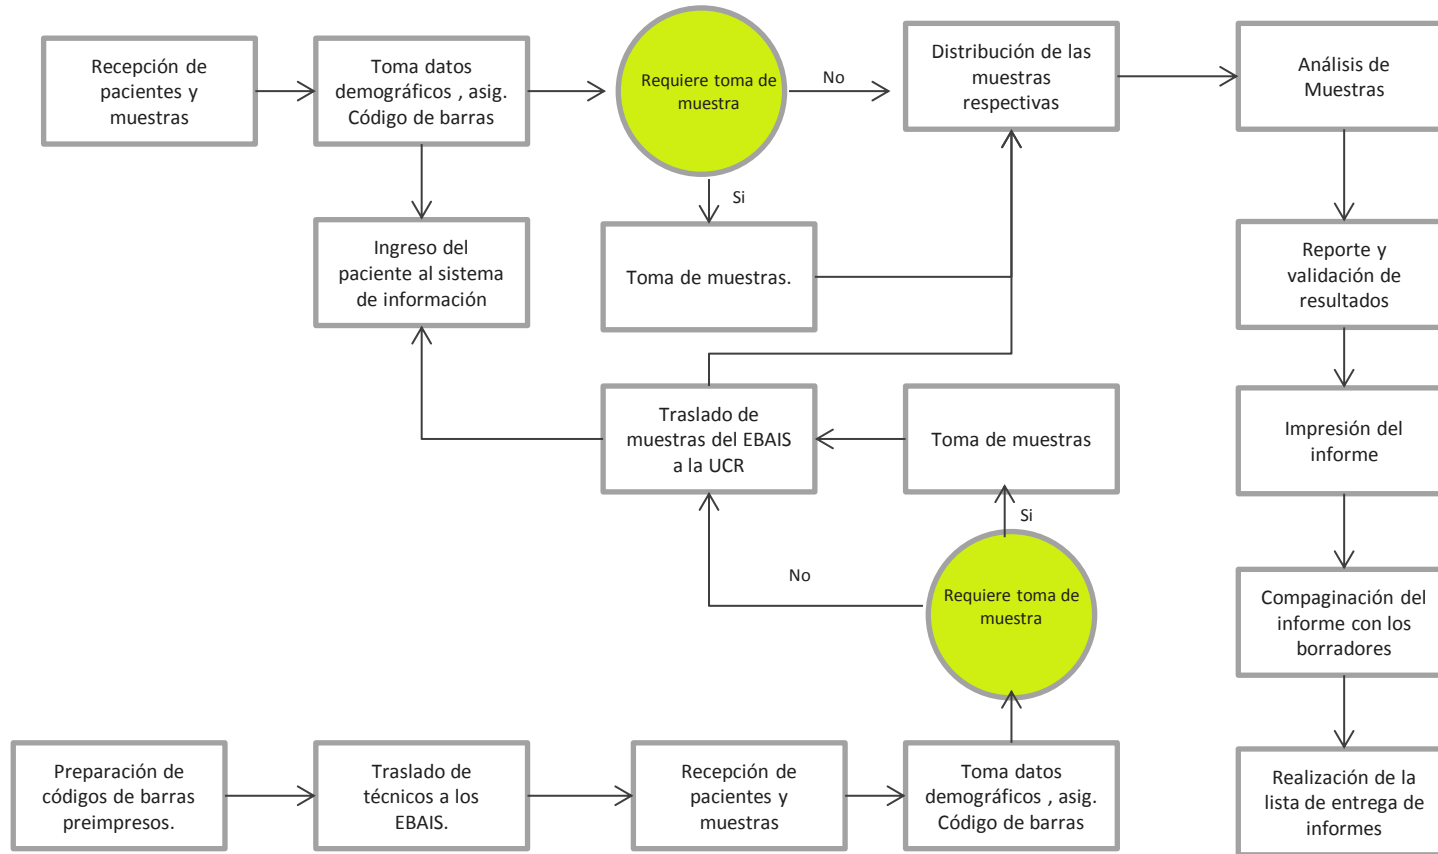 Recepción de
pacientes y
muestras
Toma datos
demográficos , asig.
Código de barras
Requiere toma de
muestra
No
Distribución de las
muestras
respectivas
Análisis de
Muestras
Si
Ingreso del
paciente al sistema
de información
Toma de muestras.
Reporte y
validación de
resultados
Traslado de
muestras del EBAIS
a la UCR
Toma de muestras
Impresión del
informe
Si
No
Requiere toma de
muestra
Compaginación del
informe con los
borradores
Preparación de
códigos de barras
preimpresos.
Traslado de
técnicos a los
EBAIS.
Recepción de
pacientes y
muestras
Toma datos
demográficos , asig.
Código de barras
Realización de la
lista de entrega de
informes